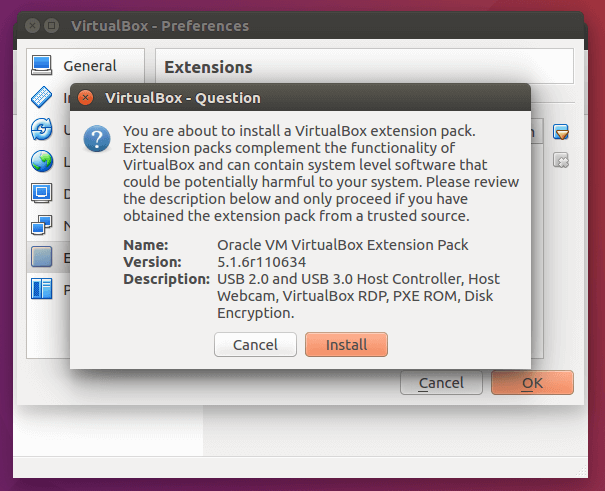 VirtualBox - Preferences
General
Extensions
VirtualBox - Question
You are about to install a VirtualBox extension pack.
Extension packs complement the functionality of
VirtualBox and can contain system level software that
could be potentially harmful to your system. Please review
the description below and only proceed if you have
obtained the extension pack from a trusted source.
Name: Oracle VM VirtualBox Extension Pack
Version: 5.1.6r110634
Description: USB 2.0 and USB 3.0 Host Controller, Host
Webcam, VirtualBox RDP, PXE ROM, Disk
Encryption.
Cancel Install
Cancel OK